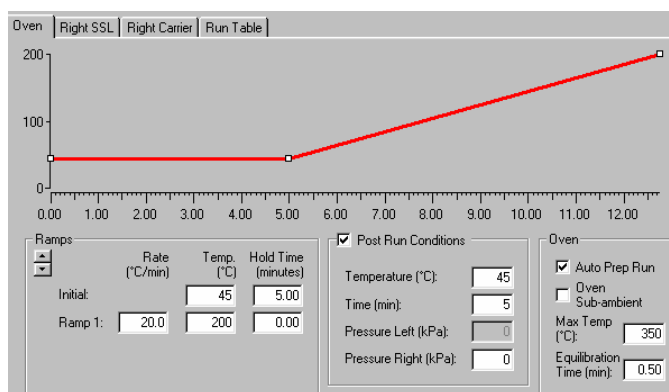 Oven Right SSL Right Carrier Run Table
200
100
0
0.00 1.00 2.00 3.00 4.00 5.00 6.00 7.00 8.00 9.00 10.00 11.00 12.00
Ramps
Rate (°C/min)
Temp. (°C)
Hold Time (minutes)
Initial: 45 5.00
Ramp 1: 20.0 200 0.00
Post Run Conditions
Temperature (°C): 45
Time (min): 5
Pressure Left (kPa): 0
Pressure Right (kPa): 0
Oven
Auto Prep Run
Oven
Sub-ambient
Max Temp
(°C): 350
Equilibration
Time (min): 0.50